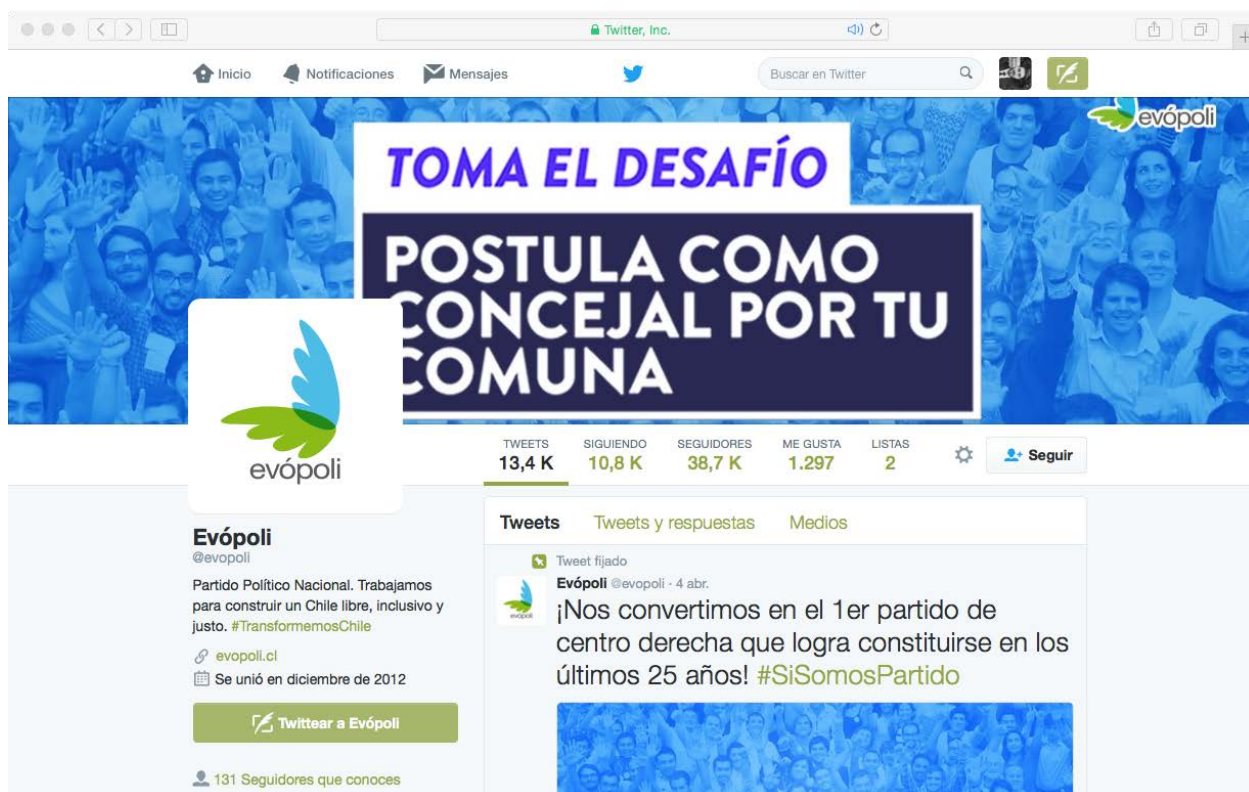 Twitter, Inc.
Inicio
Notificaciones
Mensajes
Buscar en Twitter
evópoli
TOMA EL DESAFÍO
POSTULA COMO
CONCEJAL POR TU
COMUNA
evópoli
TWEETS
13,4 K
SIGUIENDO
10,8 K
SEGUIDORES
38,7 K
ME GUSTA
1.297
LISTAS
2
Seguir
Evópoli
@evopoli
Partido Político Nacional. Trabajamos
para construir un Chile libre, inclusivo y
justo. #TransformemosChile
evopoli.cl
Se unió en diciembre de 2012
Twittear a Evópoli
131 Seguidores que conoces
Tweets Tweets y respuestas Medios
Tweet fijado
evópoli
Evópoli @evopoli · 4 abr.
¡Nos convertimos en el 1er partido de
centro derecha que logra constituirse en los
últimos 25 años! #SiSomosPartido